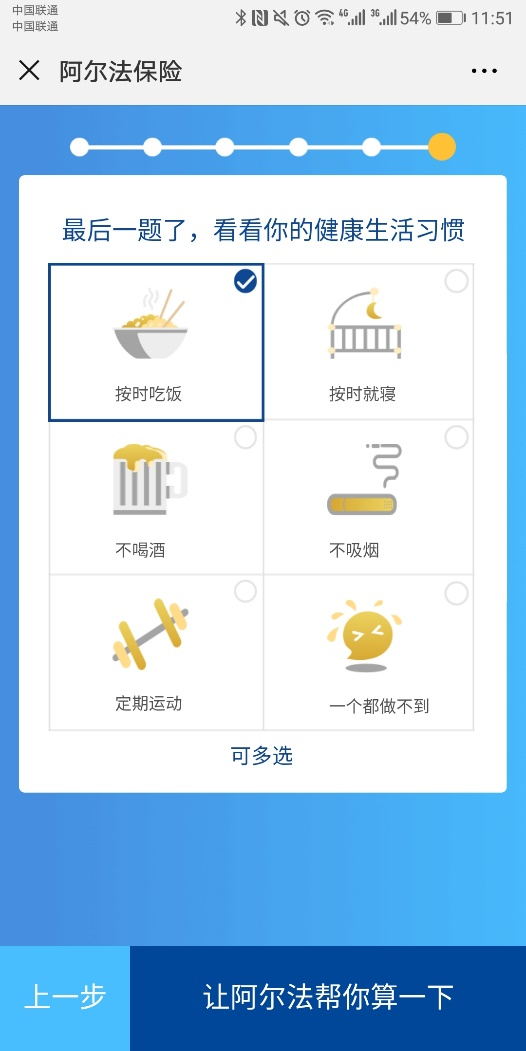 中国联通
中国联通
4G 3G 54% 11:51
阿尔法保险
最后一题了，看看你的健康生活习惯
按时吃饭 按时就寝
不喝酒 不吸烟
定期运动 一个都做不到
可多选
上一步 让阿尔法帮你算一下